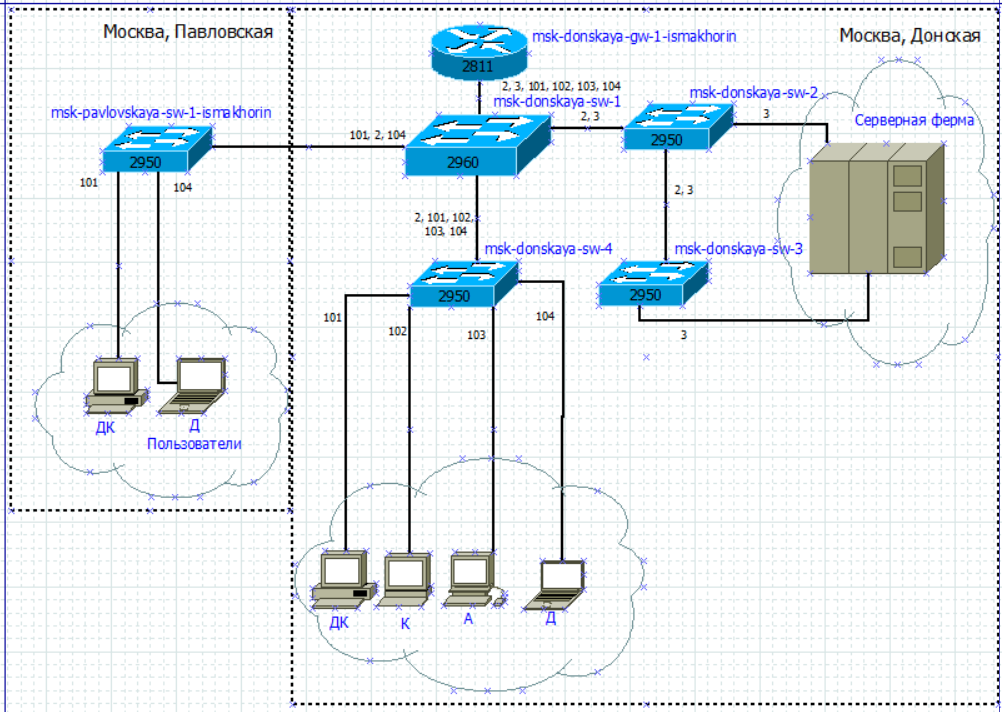 Москва, Павловская
Москва, Донская
msk-donskaya-gw-1-ismakhorin
2811
2, 3, 101, 102, 103, 104
msk-donskaya-sw-1
msk-donskaya-sw-2
msk-pavlovskaya-sw-1-ismakhorin
2, 3
3
Серверная ферма
101, 2, 104
2950
2960
2950
101
104
2, 3
2, 101, 102,
103, 104
msk-donskaya-sw-4
msk-donskaya-sw-3
2950
2950
101
102
103
104
3
ДК
Д
Пользователи
ДК
К
А
Д